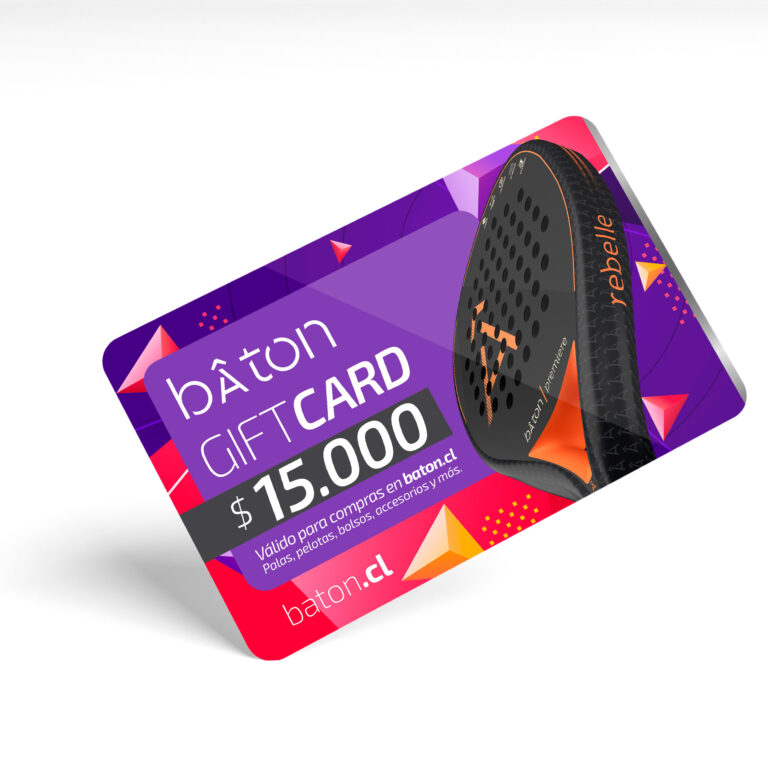 bâton
GIFTCARD
$ 15.000
Válido para compras en baton.cl
Palas, pelotas, bolsos, accesorios y más.
baton.cl
rebelle
bâton | premiere